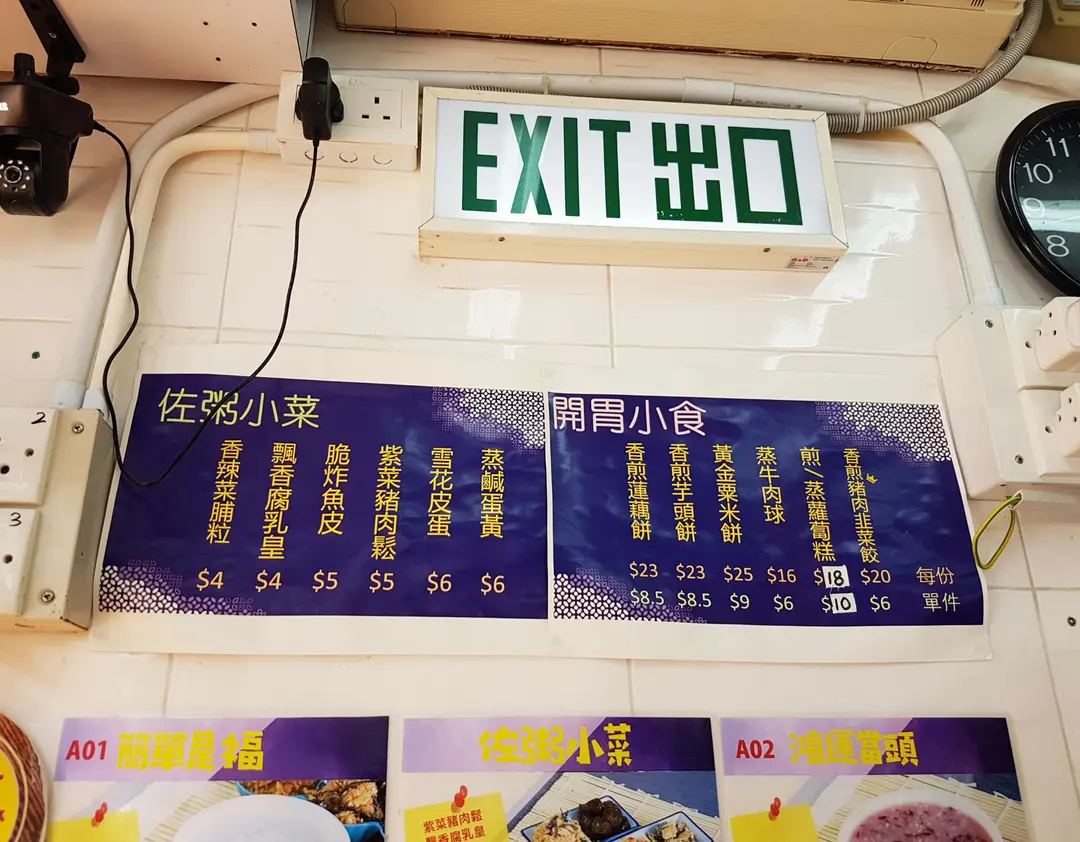 EXIT 出口
11
10
9
8
2
3
佐粥小菜
香辣菜脯粒 $4
飄香腐乳皇 $4
脆炸魚皮 $5
紫菜豬肉鬆 $5
雪花皮蛋 $6
蒸鹹蛋黃 $6
開胃小食
香煎蓮藕餅 $23 $8.5
香煎芋頭餅 $23 $8.5
黃金粟米餅 $25 $9
蒸牛肉球 $16 $6
煎/蒸蘿蔔糕 $18 $10
香煎豬肉韭菜餃 $20 $6
每份
單件
A01 簡單是福
佐粥小菜
紫菜豬肉鬆
飄香腐乳皇
A02 鴻運當頭